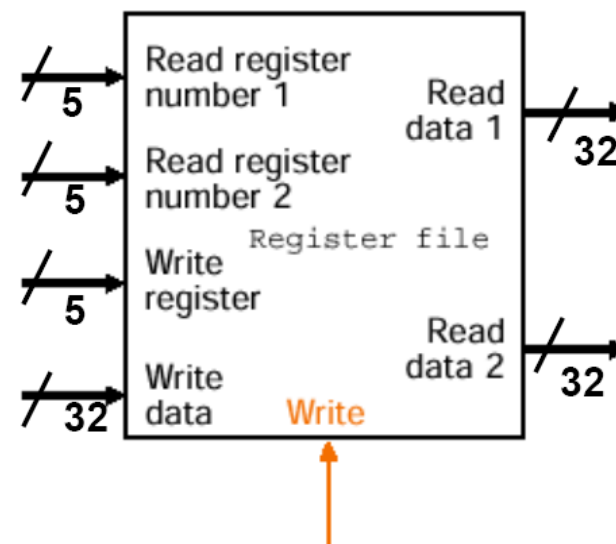 Read register
number 1
5
Read register
number 2
5
Write
register
5
Write
data
32
Register file
Read
data 1
32
Read
data 2
32
Write